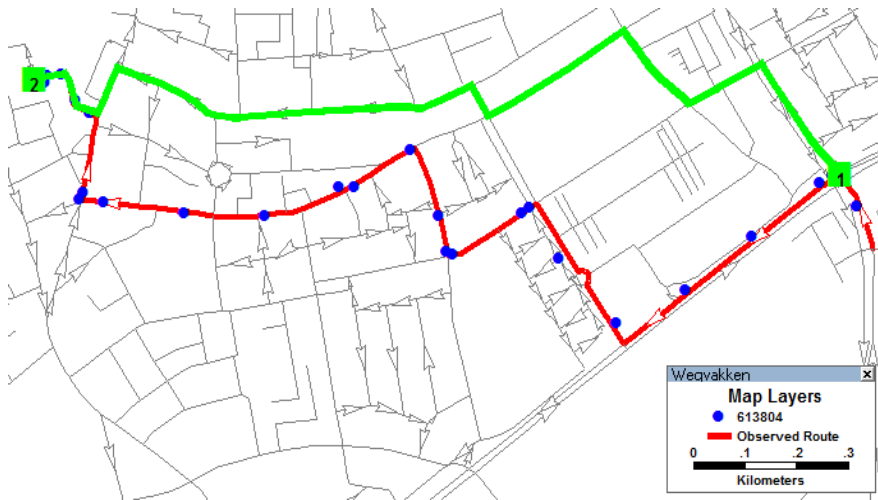 2
1
Wegvakken
Map Layers
613804
Observed Route
0 .1 .2 .3
Kilometers